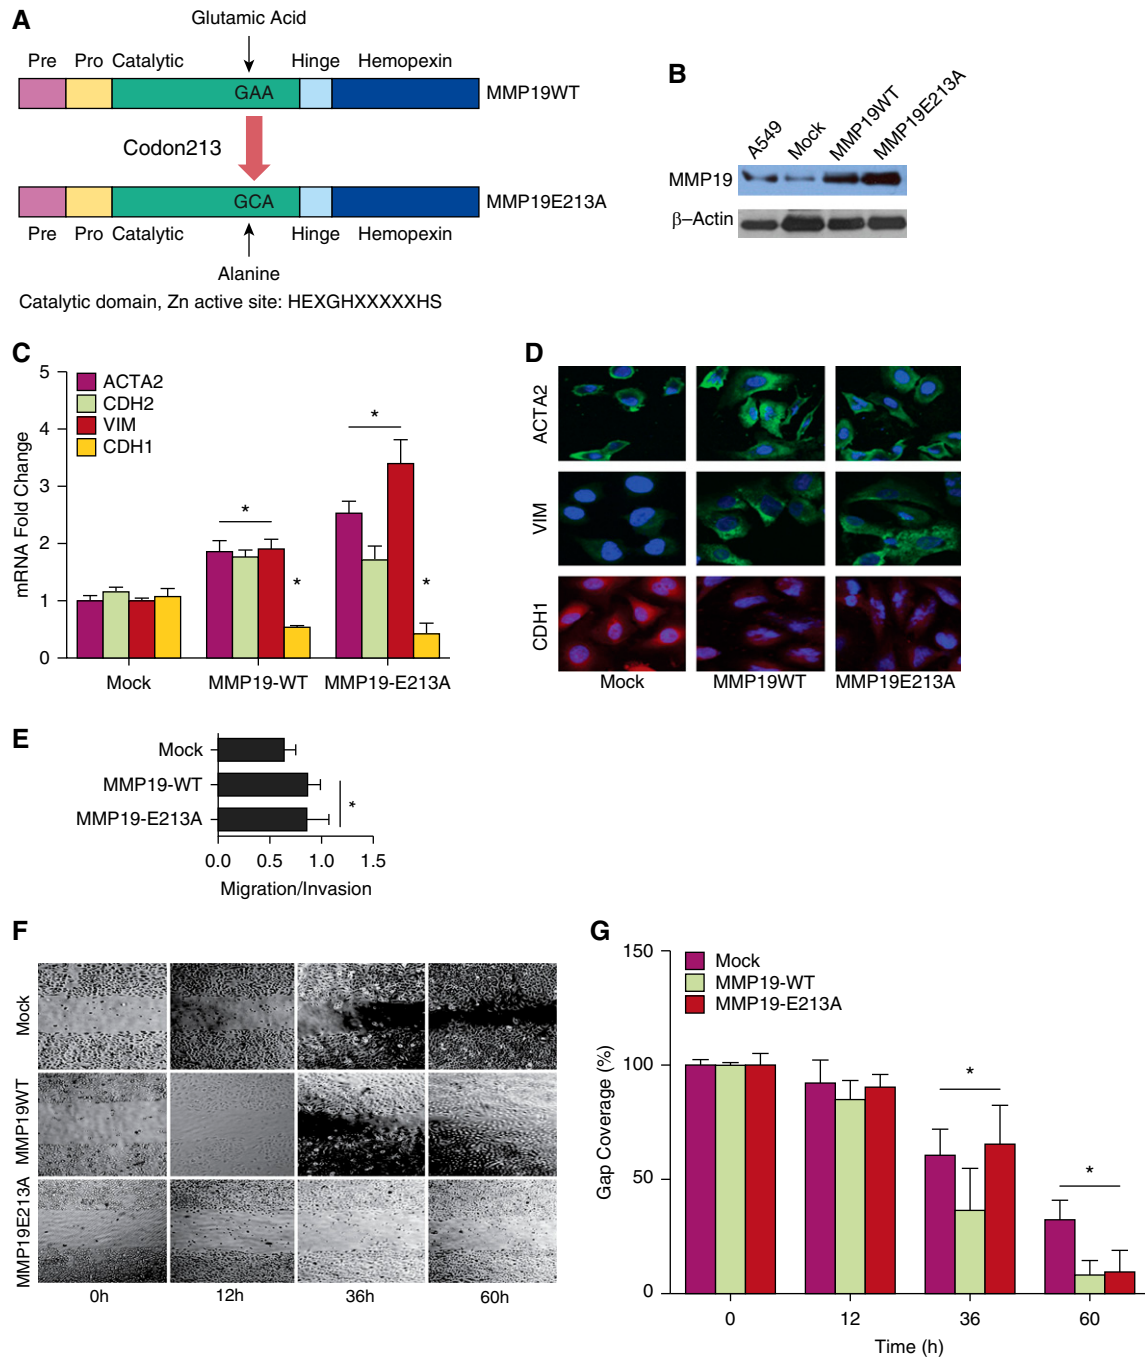 A
Glutamic Acid
Pre Pro Catalytic Hinge Hemopexin
GAA
MMP19WT
Codon213
GCA
MMP19E213A
Pre Pro Catalytic Hinge Hemopexin
Alanine
Catalytic domain, Zn active site: HEXGHXXXXXHS
B
A549 Mock MMP19WT MMP19E213A
MMP19
β–Actin
C
mRNA Fold Change
5
4
3
2
1
0
ACTA2
CDH2
VIM
CDH1
*
*
*
*
Mock MMP19-WT MMP19-E213A
D
ACTA2
VIM
CDH1
Mock MMP19WT MMP19E213A
E
Mock
MMP19-WT
MMP19-E213A
*
0.0 0.5 1.0 1.5
Migration/Invasion
F
Mock
MMP19WT
MMP19E213A
0h 12h 36h 60h
G
Gap Coverage (%)
150
100
50
0
Mock
MMP19-WT
MMP19-E213A
*
*
0 12 36 60
Time (h)